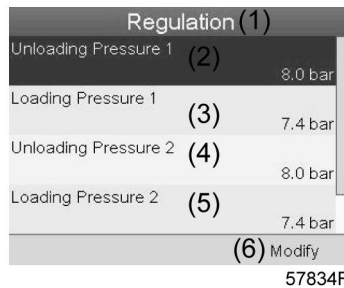 Regulation (1)
Unloading Pressure 1 (2)
8.0 bar
Loading Pressure 1 (3)
7.4 bar
Unloading Pressure 2 (4)
8.0 bar
Loading Pressure 2 (5)
7.4 bar
(6) Modify
57834F